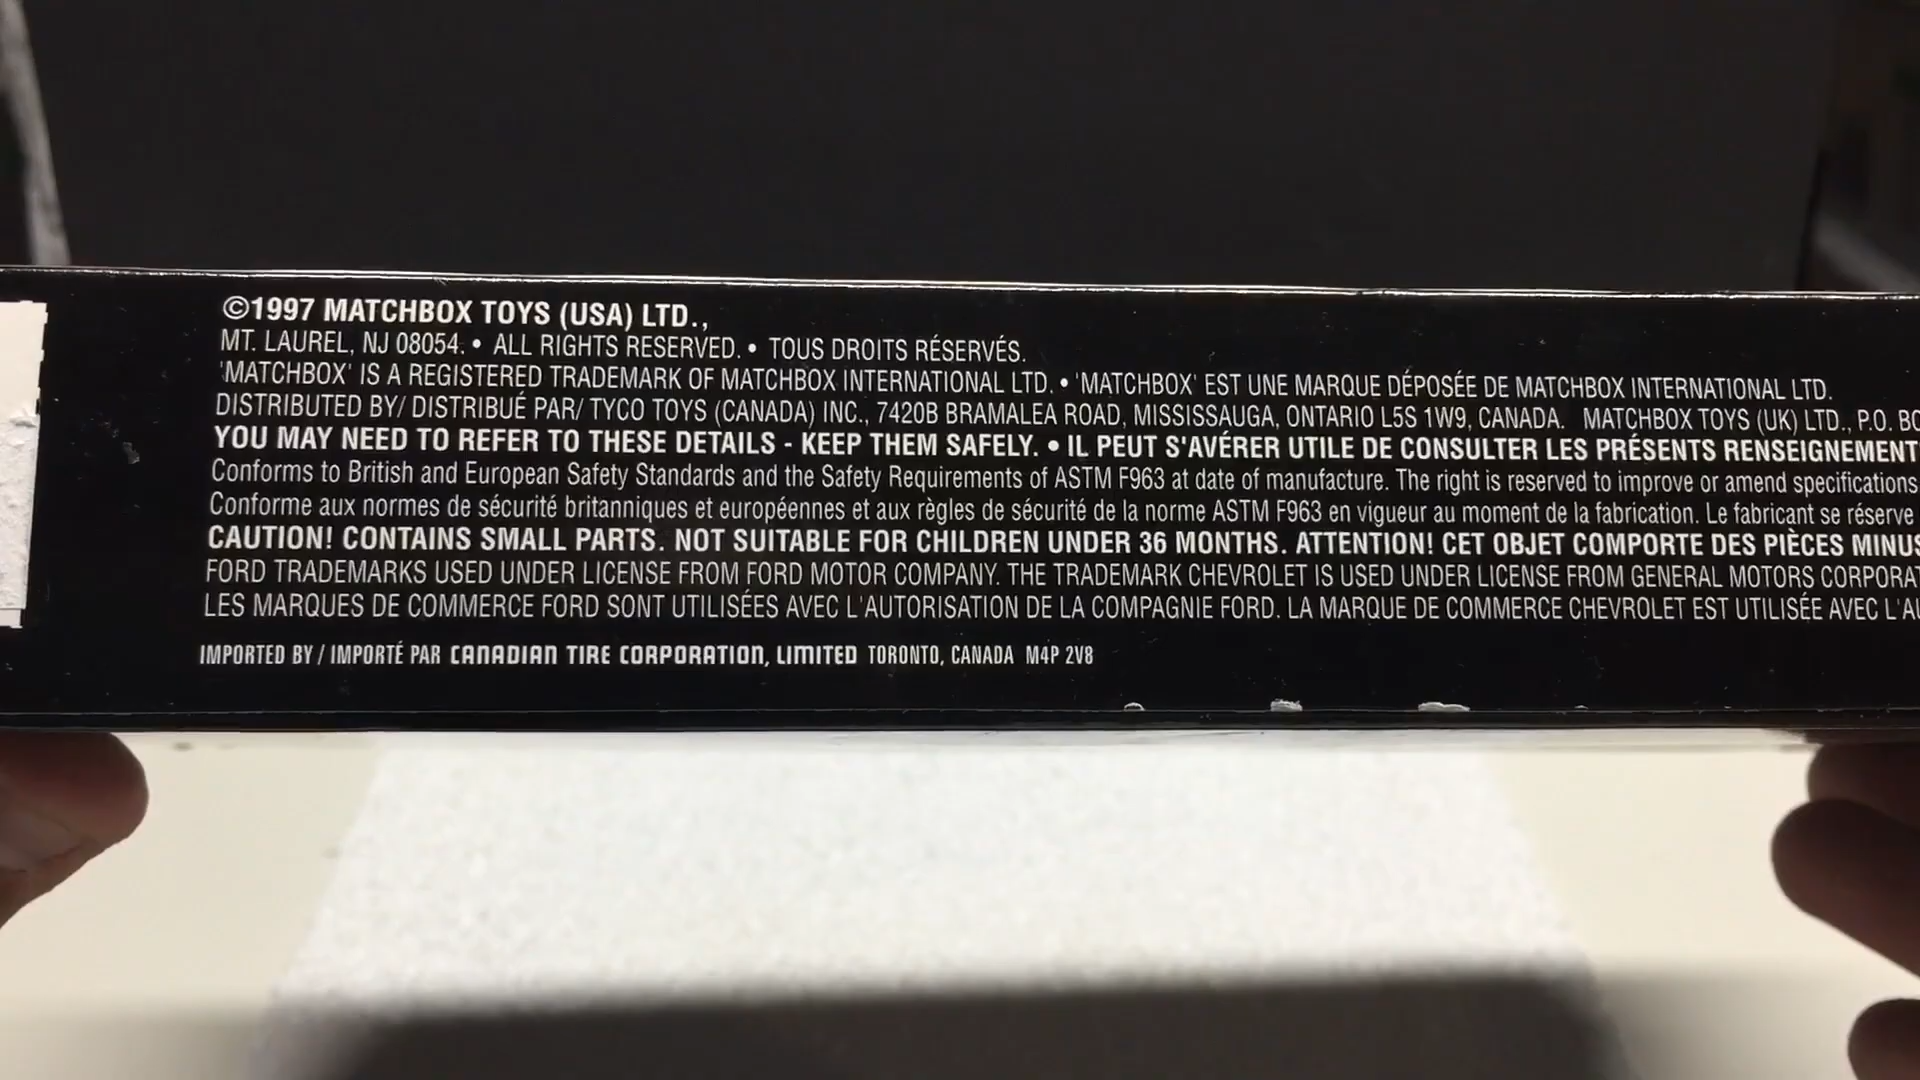 ©1997 MATCHBOX TOYS (USA) LTD.,
MT. LAUREL, NJ 08054. • ALL RIGHTS RESERVED. • TOUS DROITS RÉSERVÉS.
'MATCHBOX' IS A REGISTERED TRADEMARK OF MATCHBOX INTERNATIONAL LTD. • 'MATCHBOX' EST UNE MARQUE DÉPOSÉE DE MATCHBOX INTERNATIONAL LTD.
DISTRIBUTED BY/ DISTRIBUÉ PAR/ TYCO TOYS (CANADA) INC., 7420B BRAMALEA ROAD, MISSISSAUGA, ONTARIO L5S 1W9, CANADA. MATCHBOX TOYS (UK) LTD., P.O. BO
YOU MAY NEED TO REFER TO THESE DETAILS - KEEP THEM SAFELY. • IL PEUT S'AVÉRER UTILE DE CONSULTER LES PRÉSENTS RENSEIGNEMENT
Conforms to British and European Safety Standards and the Safety Requirements of ASTM F963 at date of manufacture. The right is reserved to improve or amend specifications
Conforme aux normes de sécurité britanniques et européennes et aux règles de sécurité de la norme ASTM F963 en vigueur au moment de la fabrication. Le fabricant se réserve
CAUTION! CONTAINS SMALL PARTS. NOT SUITABLE FOR CHILDREN UNDER 36 MONTHS. ATTENTION! CET OBJET COMPORTE DES PIÈCES MINUS
FORD TRADEMARKS USED UNDER LICENSE FROM FORD MOTOR COMPANY. THE TRADEMARK CHEVROLET IS USED UNDER LICENSE FROM GENERAL MOTORS CORPORAT
LES MARQUES DE COMMERCE FORD SONT UTILISÉES AVEC L'AUTORISATION DE LA COMPAGNIE FORD. LA MARQUE DE COMMERCE CHEVROLET EST UTILISÉE AVEC L'AU
IMPORTED BY / IMPORTÉ PAR CANADIAN TIRE CORPORATION, LIMITED TORONTO, CANADA M4P 2V8